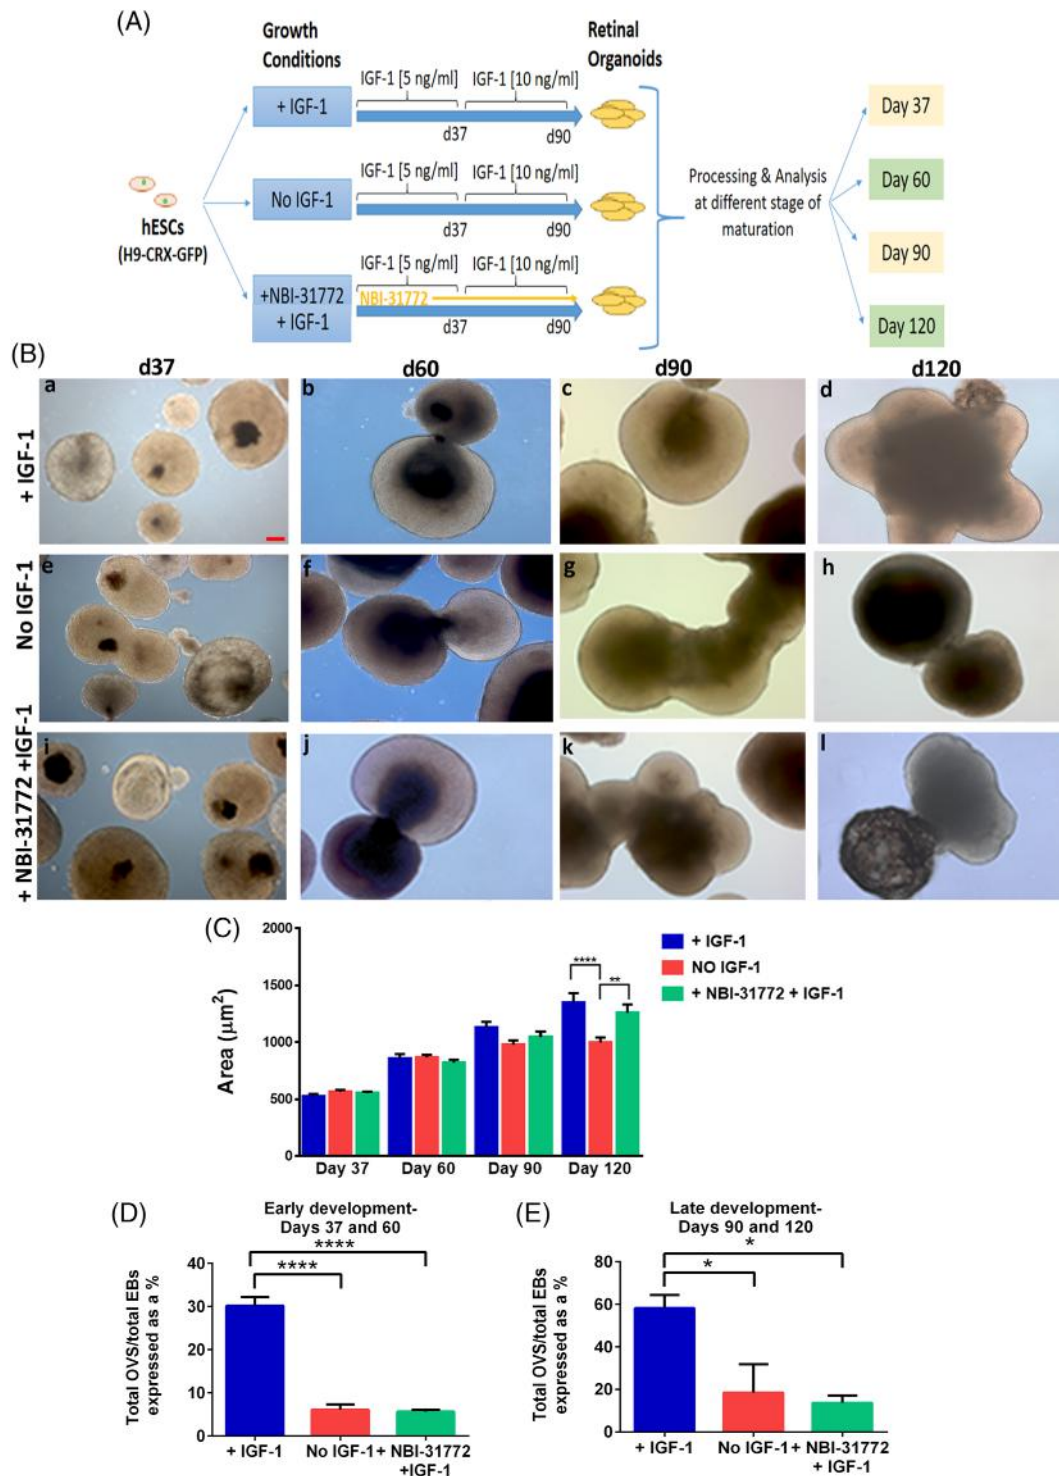 (A)
Growth
Conditions
Retinal
Organoids
IGF-1 [5 ng/ml] IGF-1 [10 ng/ml]
+ IGF-1
d37 d90
Day 37
IGF-1 [5 ng/ml] IGF-1 [10 ng/ml]
No IGF-1
d37 d90
hESCs
(H9-CRX-GFP)
Processing & Analysis
at different stage of
maturation
Day 60
Day 90
IGF-1 [5 ng/ml] IGF-1 [10 ng/ml]
+NBI-31772
+ IGF-1
NBI-31772
d37 d90
Day 120
(B)
d37 d60 d90 d120
+ IGF-1
a b c d
No IGF-1
e f g h
+ NBI-31772 +IGF-1
i j k l
(C)
Area (μm²)
2000
1500
1000
500
0
**** **
Day 37 Day 60 Day 90 Day 120
+ IGF-1
NO IGF-1
+ NBI-31772 + IGF-1
(D)
Early development-
Days 37 and 60
****
****
Total OVS/total EBs
expressed as a %
40
30
20
10
0
+ IGF-1 No IGF-1 + NBI-31772
+IGF-1
(E)
Late development-
Days 90 and 120
*
*
Total OVS/total EBs
expressed as a %
80
60
40
20
0
+ IGF-1 No IGF-1 + NBI-31772
+ IGF-1